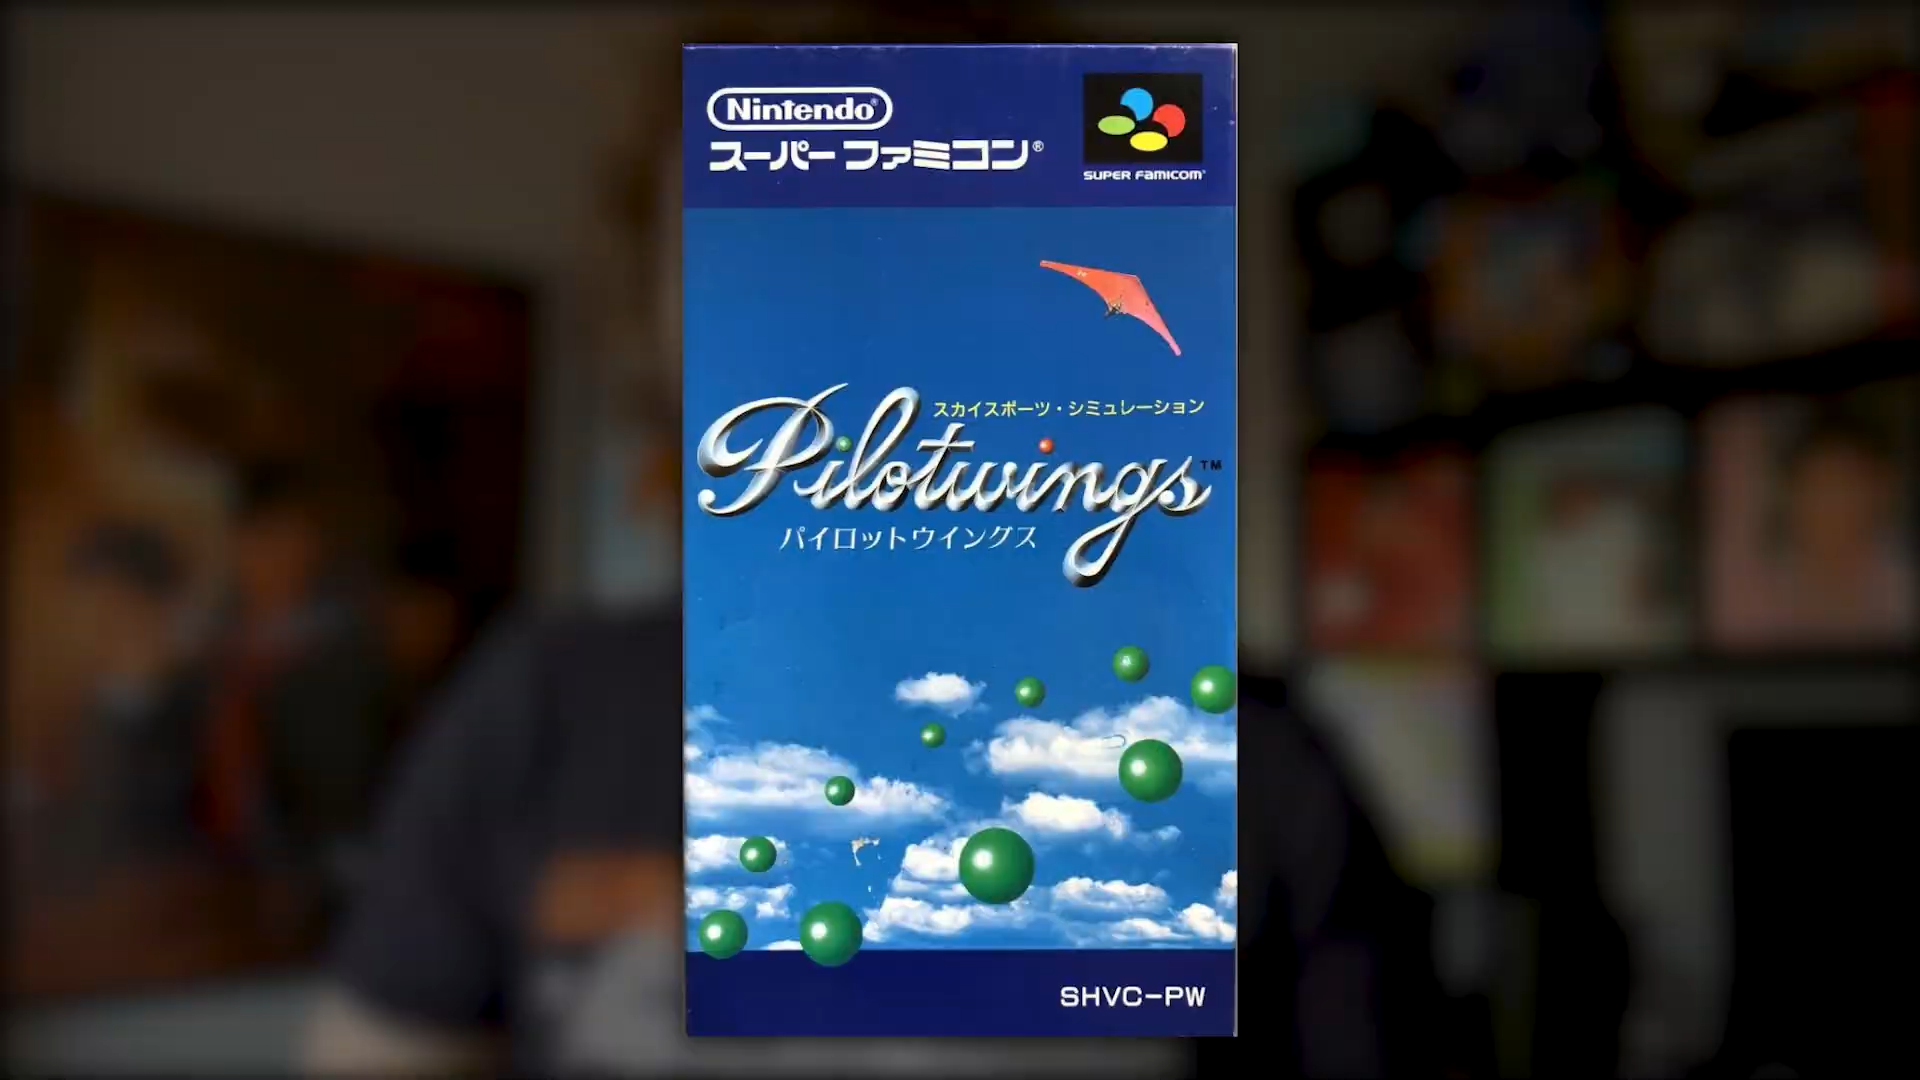 Nintendo®
スーパーファミコン®
SUPER FAMICOM
スカイスポーツ・シミュレーション
Pilotwings™
パイロットウイングス
SHVC-PW